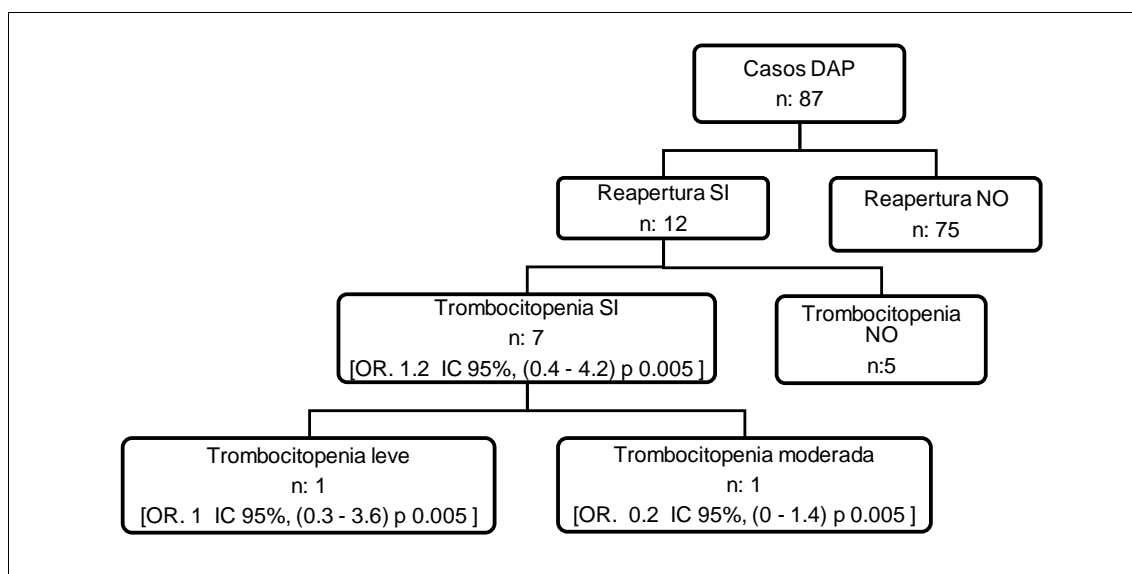 Casos DAP
n: 87
Reapertura SI
n: 12
Reapertura NO
n: 75
Trombocitopenia SI
n: 7
[OR. 1.2 IC 95%, (0.4 - 4.2) p 0.005 ]
Trombocitopenia
NO
n:5
Trombocitopenia leve
n: 1
[OR. 1 IC 95%, (0.3 - 3.6) p 0.005 ]
Trombocitopenia moderada
n: 1
[OR. 0.2 IC 95%, (0 - 1.4) p 0.005 ]